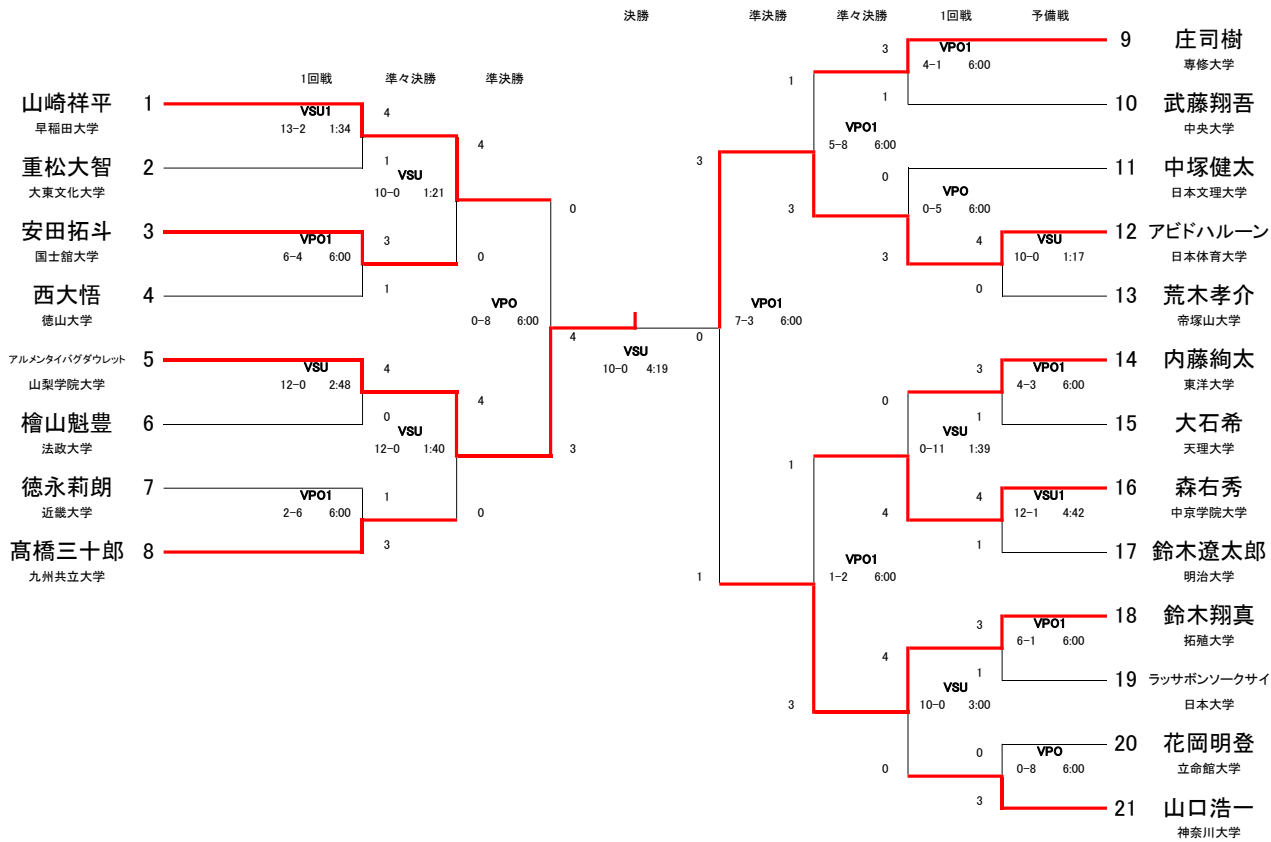 決勝 準決勝 準々決勝 1回戦 予備戦
1回戦 準々決勝 準決勝
山崎祥平 1
早稲田大学
重松大智 2
大東文化大学
安田拓斗 3
国士舘大学
西大悟 4
徳山大学
アルメンタイバグダウレット 5
山梨学院大学
檜山魁豊 6
法政大学
徳永莉朗 7
近畿大学
髙橋三十郎 8
九州共立大学
VSU1
13-2 1:34
VPO1
6-4 6:00
VSU
12-0 2:48
VPO1
2-6 6:00
4
1
3
1
4
0
1
3
VSU
10-0 1:21
VSU
12-0 1:40
4
0
4
0
VPO
0-8 6:00
0
3
4
VSU
10-0 4:19
0
3
1
VPO1
7-3 6:00
1
3
1
3
VPO1
5-8 6:00
VPO1
1-2 6:00
3
1
0
3
0
4
4
0
VPO1
4-1 6:00
VPO
0-5 6:00
VSU
0-11 1:39
VSU
10-0 3:00
4
0
3
1
4
1
3
1
0
3
VSU
10-0 1:17
VPO1
4-3 6:00
VSU1
12-1 4:42
VPO1
6-1 6:00
VPO
0-8 6:00
9 庄司樹
専修大学
10 武藤翔吾
中央大学
11 中塚健太
日本文理大学
12 アビドハルーン
日本体育大学
13 荒木孝介
帝塚山大学
14 内藤絢太
東洋大学
15 大石希
天理大学
16 森右秀
中京学院大学
17 鈴木遼太郎
明治大学
18 鈴木翔真
拓殖大学
19 ラッサボンソークサイ
日本大学
20 花岡明登
立命館大学
21 山口浩一
神奈川大学